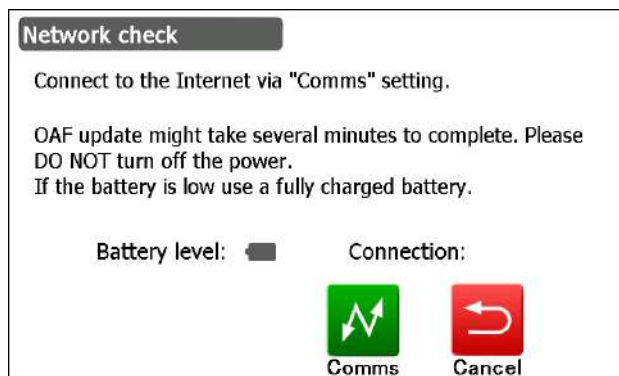 Network check
Connect to the Internet via "Comms" setting.
OAF update might take several minutes to complete. Please
DO NOT turn off the power.
If the battery is low use a fully charged battery.
Battery level: Connection:
Comms Cancel